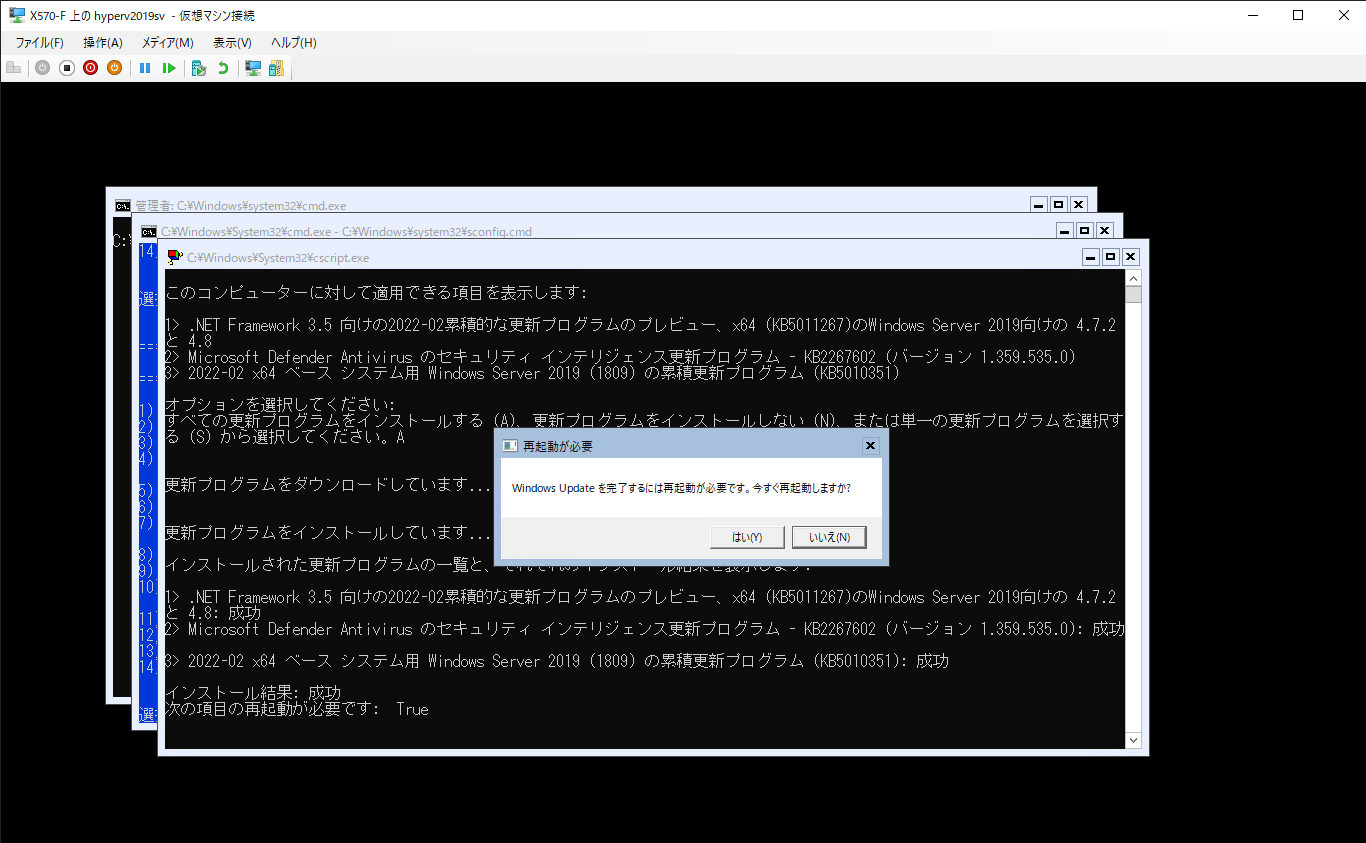 X570-F 上の hyperv2019sv - 仮想マシン接続
ファイル(F) 操作(A) メディア(M) 表示(V) ヘルプ(H)
管理者: C:¥Windows¥system32¥cmd.exe
C:¥
C:¥Windows¥System32¥cmd.exe - C:¥Windows¥system32¥sconfig.cmd
14
選
==
==
1)
2)
3)
4)
5)
6)
7)
8)
9)
10
11
12
13
14
選
C:¥Windows¥System32¥cscript.exe
このコンピューターに対して適用できる項目を表示します:
1> .NET Framework 3.5 向けの2022-02累積的な更新プログラムのプレビュー、x64 (KB5011267)のWindows Server 2019向けの 4.7.2
と 4.8
2> Microsoft Defender Antivirus のセキュリティ インテリジェンス更新プログラム - KB2267602 (バージョン 1.359.535.0)
3> 2022-02 x64 ベース システム用 Windows Server 2019 (1809) の累積更新プログラム (KB5010351)
オプションを選択してください:
すべての更新プログラムをインストールする (A)、更新プログラムをインストールしない (N)、または単一の更新プログラムを選択す
る (S) から選択してください。A
更新プログラムをダウンロードしています...
更新プログラムをインストールしています...
インストールされた更新プログラムの一覧と、
1> .NET Framework 3.5 向けの2022-02累積的な更新プログラムのプレビュー、x64 (KB5011267)のWindows Server 2019向けの 4.7.2
と 4.8: 成功
2> Microsoft Defender Antivirus のセキュリティ インテリジェンス更新プログラム - KB2267602 (バージョン 1.359.535.0): 成功
3> 2022-02 x64 ベース システム用 Windows Server 2019 (1809) の累積更新プログラム (KB5010351): 成功
インストール結果: 成功
次の項目の再起動が必要です: True
再起動が必要
Windows Update を完了するには再起動が必要です。今すぐ再起動しますか?
はい(Y) いいえ(N)